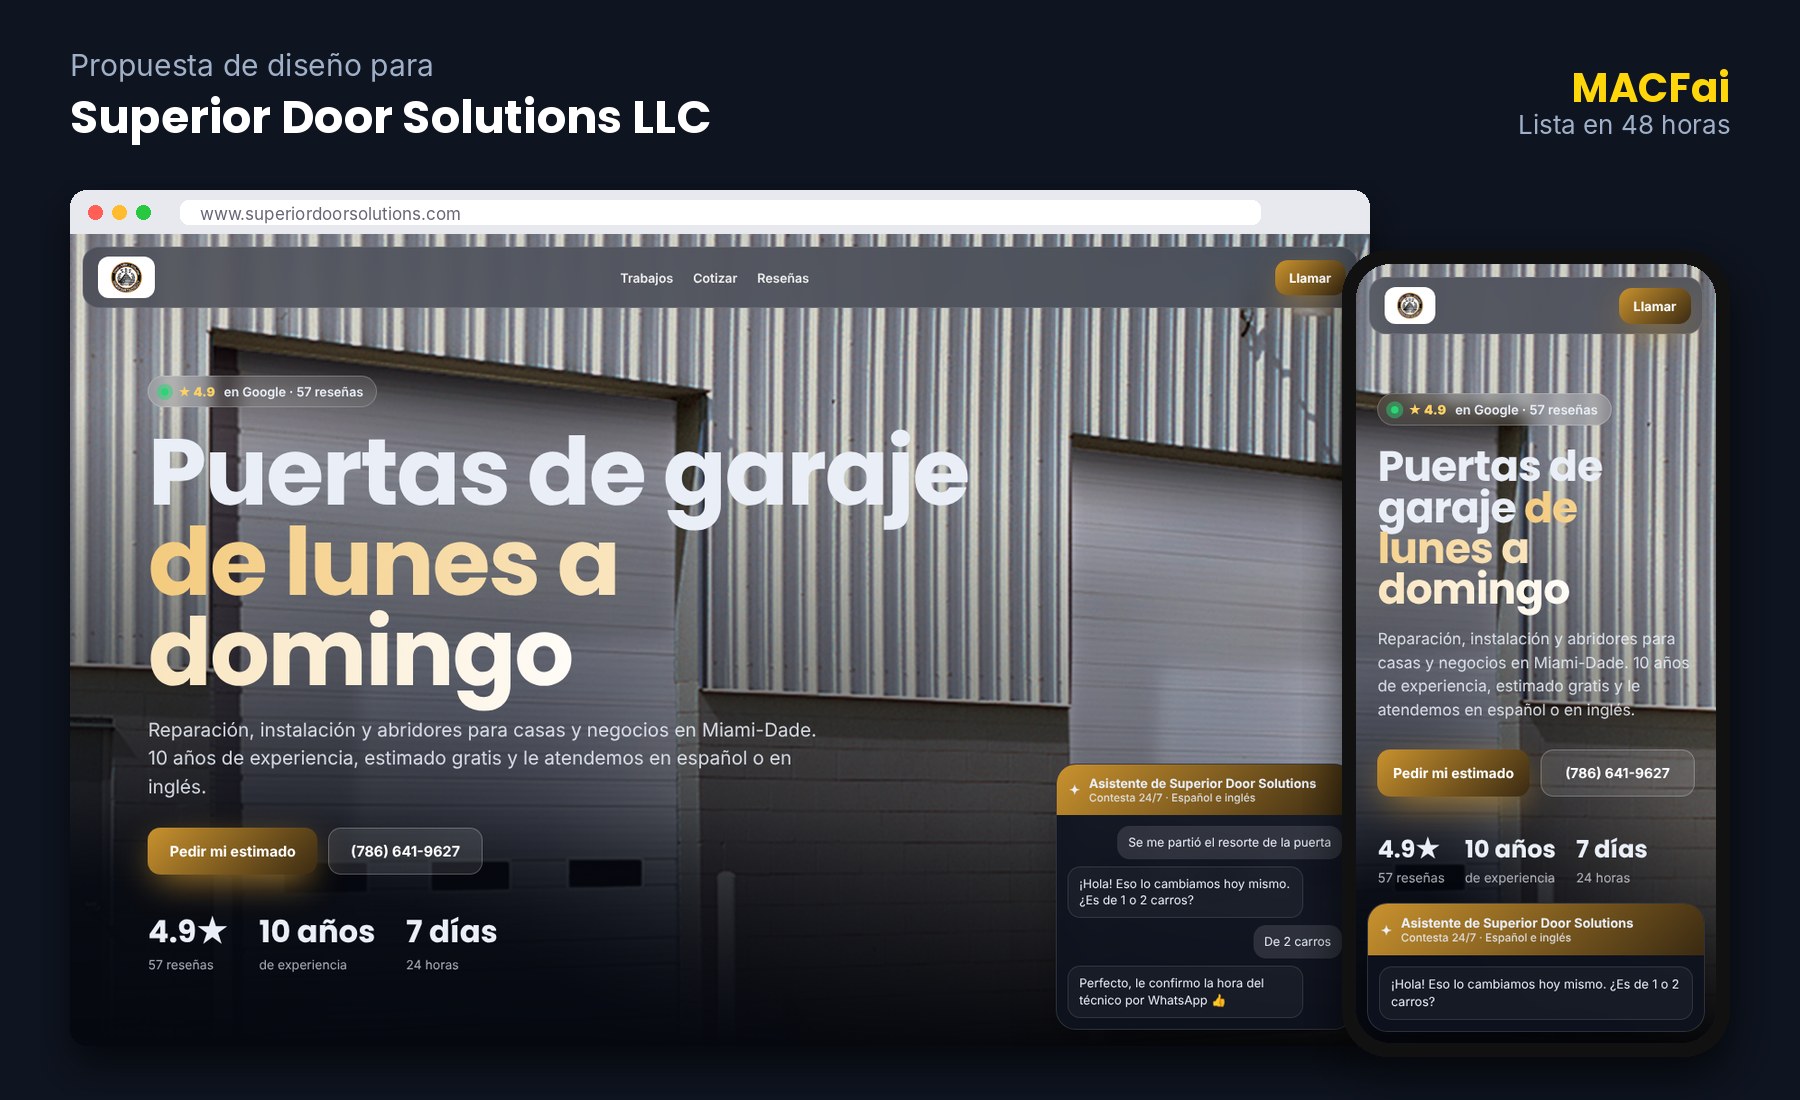 Propuesta de diseño para
Superior Door Solutions LLC
MACFai
Lista en 48 horas
www.superiordoorsolutions.com
Trabajos Cotizar Reseñas
Llamar
★ 4.9 en Google · 57 reseñas
Puertas de garaje
de lunes a
domingo
Reparación, instalación y abridores para casas y negocios en Miami-Dade.
10 años de experiencia, estimado gratis y le atendemos en español o en
inglés.
Pedir mi estimado
(786) 641-9627
4.9★ 10 años 7 días
57 reseñas de experiencia 24 horas
✦ Asistente de Superior Door Solutions
Contesta 24/7 · Español e inglés
Se me partió el resorte de la puerta
¡Hola! Eso lo cambiamos hoy mismo.
¿Es de 1 o 2 carros?
De 2 carros
Perfecto, le confirmo la hora del
técnico por WhatsApp 👍
Llamar
★ 4.9 en Google · 57 reseñas
Puertas de
garaje de
lunes a
domingo
Reparación, instalación y abridores para
casas y negocios en Miami-Dade. 10 años
de experiencia, estimado gratis y le
atendemos en español o en inglés.
Pedir mi estimado
(786) 641-9627
4.9★ 10 años 7 días
57 reseñas de experiencia 24 horas
✦ Asistente de Superior Door Solutions
Contesta 24/7 · Español e inglés
¡Hola! Eso lo cambiamos hoy mismo. ¿Es de 1 o 2
carros?